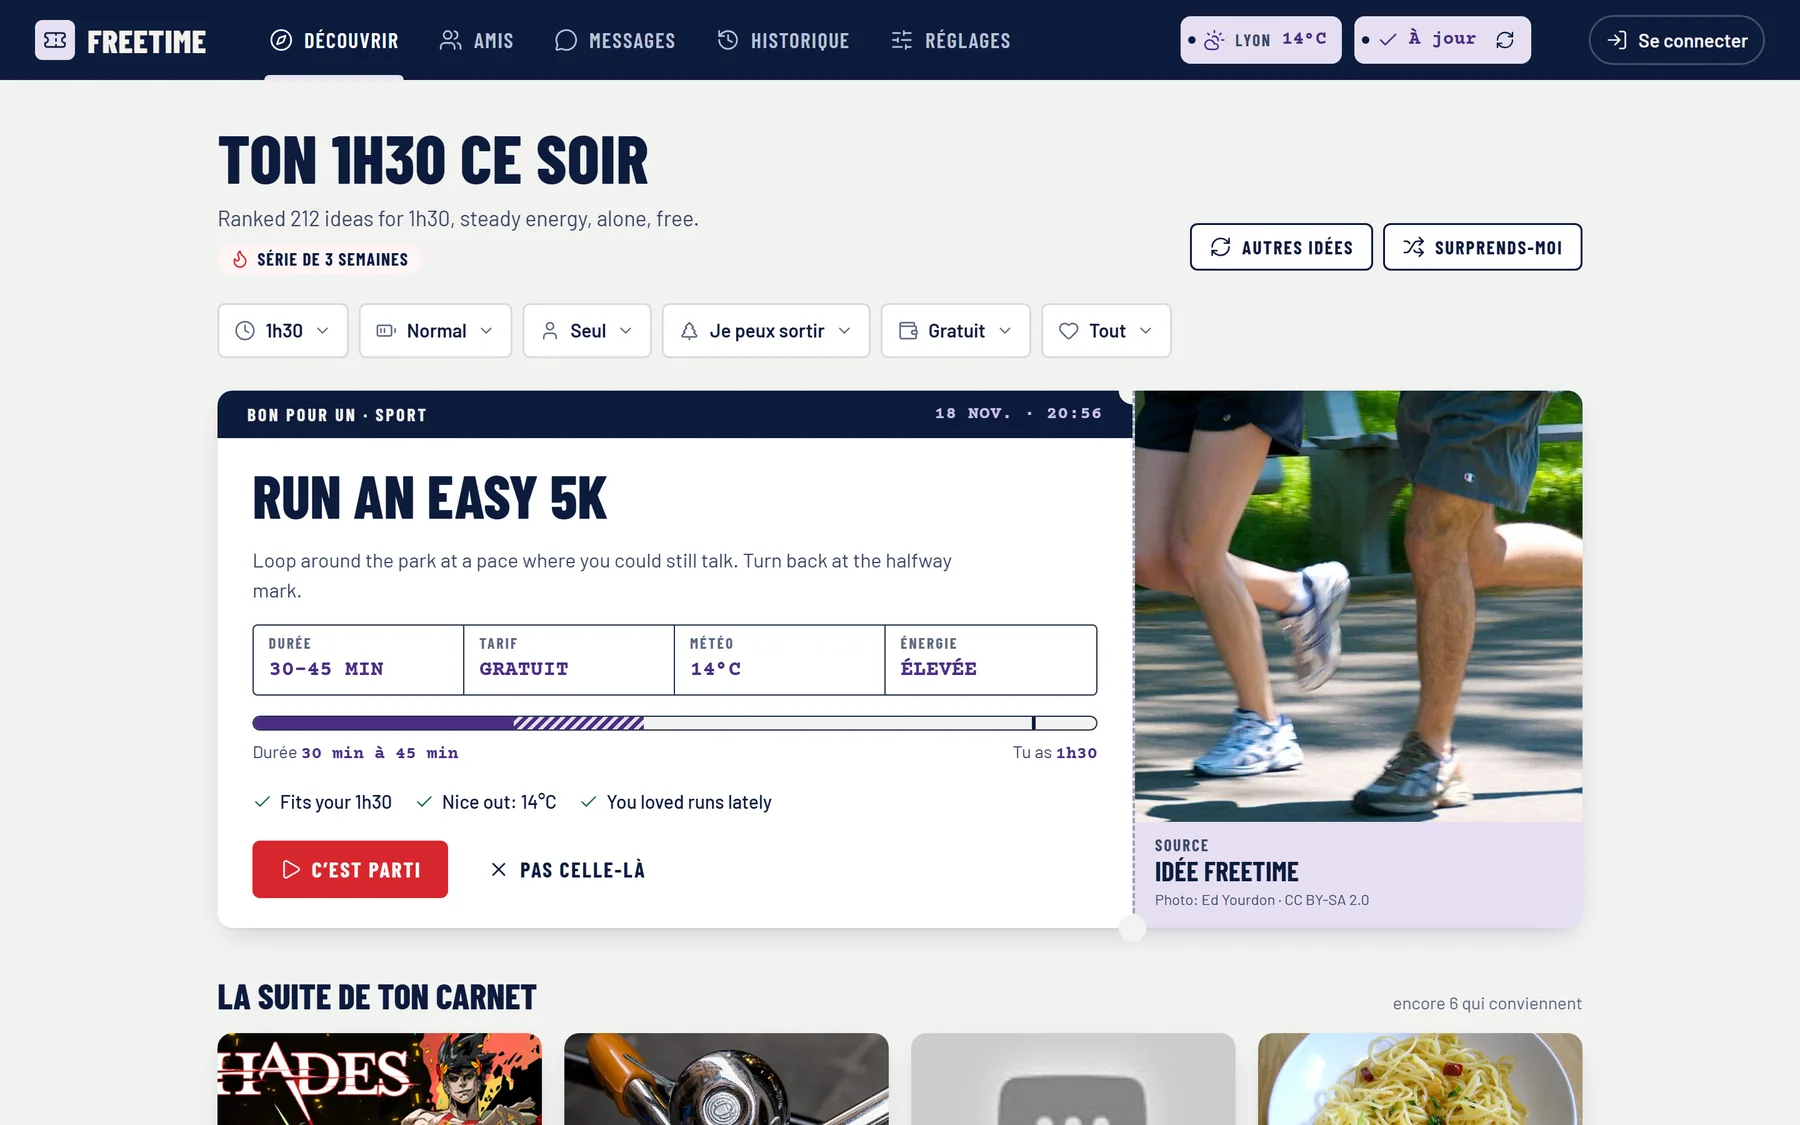 FREETIME
DÉCOUVRIR
AMIS
MESSAGES
HISTORIQUE
RÉGLAGES
LYON 14°C
À jour
Se connecter
TON 1H30 CE SOIR
Ranked 212 ideas for 1h30, steady energy, alone, free.
SÉRIE DE 3 SEMAINES
AUTRES IDÉES
SURPRENDS-MOI
1h30
Normal
Seul
Je peux sortir
Gratuit
Tout
BON POUR UN · SPORT
18 NOV. · 20:56
RUN AN EASY 5K
Loop around the park at a pace where you could still talk. Turn back at the halfway
mark.
DURÉE
30–45 MIN
TARIF
GRATUIT
MÉTÉO
14°C
ÉNERGIE
ÉLEVÉE
Durée 30 min à 45 min
Tu as 1h30
Fits your 1h30
Nice out: 14°C
You loved runs lately
C'EST PARTI
PAS CELLE-LÀ
SOURCE
IDÉE FREETIME
Photo: Ed Yourdon · CC BY-SA 2.0
LA SUITE DE TON CARNET
encore 6 qui conviennent
HADES